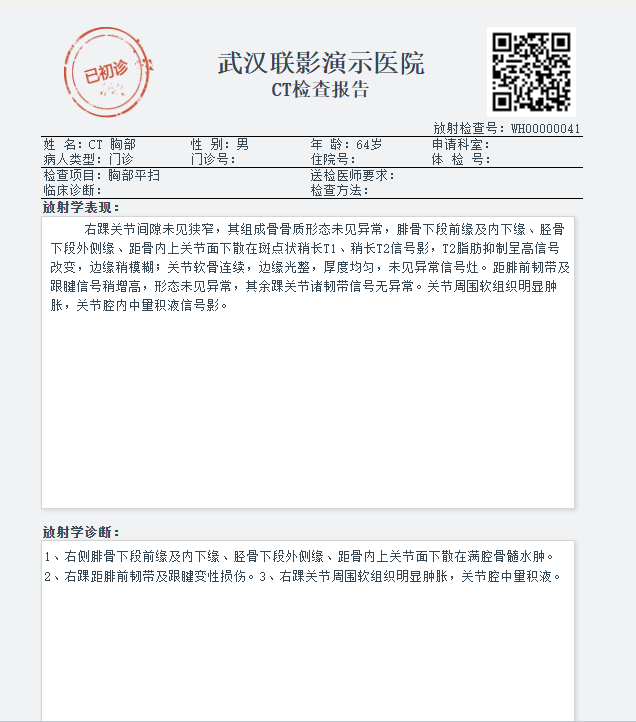 已初诊
武汉联影演示医院
CT检查报告
放射检查号：WH00000041
姓 名：CT 胸部 性 别：男 年 龄：64岁 申请科室：
病人类型：门诊 门诊号： 住院号： 体 检 号：
检查项目：胸部平扫 送检医师要求：
临床诊断： 检查方法：
放射学表现：
右踝关节间隙未见狭窄，其组成骨骨质形态未见异常，腓骨下段前缘及内下缘、胫骨
下段外侧缘、距骨内上关节面下散在斑点状稍长T1、稍长T2信号影，T2脂肪抑制呈高信号
改变，边缘稍模糊；关节软骨连续，边缘光整，厚度均匀，未见异常信号灶。距腓前韧带及
跟腱信号稍增高，形态未见异常，其余踝关节诸韧带信号无异常。关节周围软组织明显肿
胀，关节腔内中量积液信号影。
放射学诊断：
1、右侧腓骨下段前缘及内下缘、胫骨下段外侧缘、距骨内上关节面下散在满腔骨髓水肿。
2、右踝距腓前韧带及跟腱变性损伤。3、右踝关节周围软组织明显肿胀，关节腔中量积液。